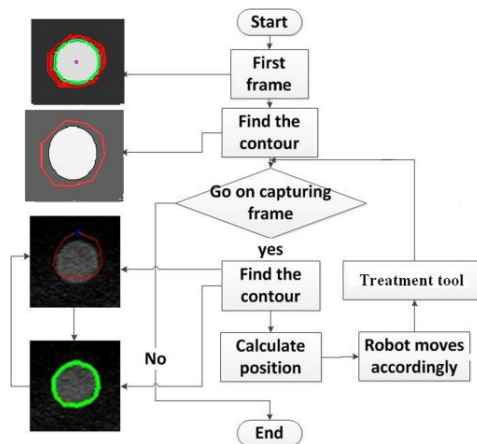 Start
First
frame
Find the
contour
Go on capturing
frame
yes
Find the
contour
Treatment tool
No
Calculate
position
Robot moves
accordingly
End